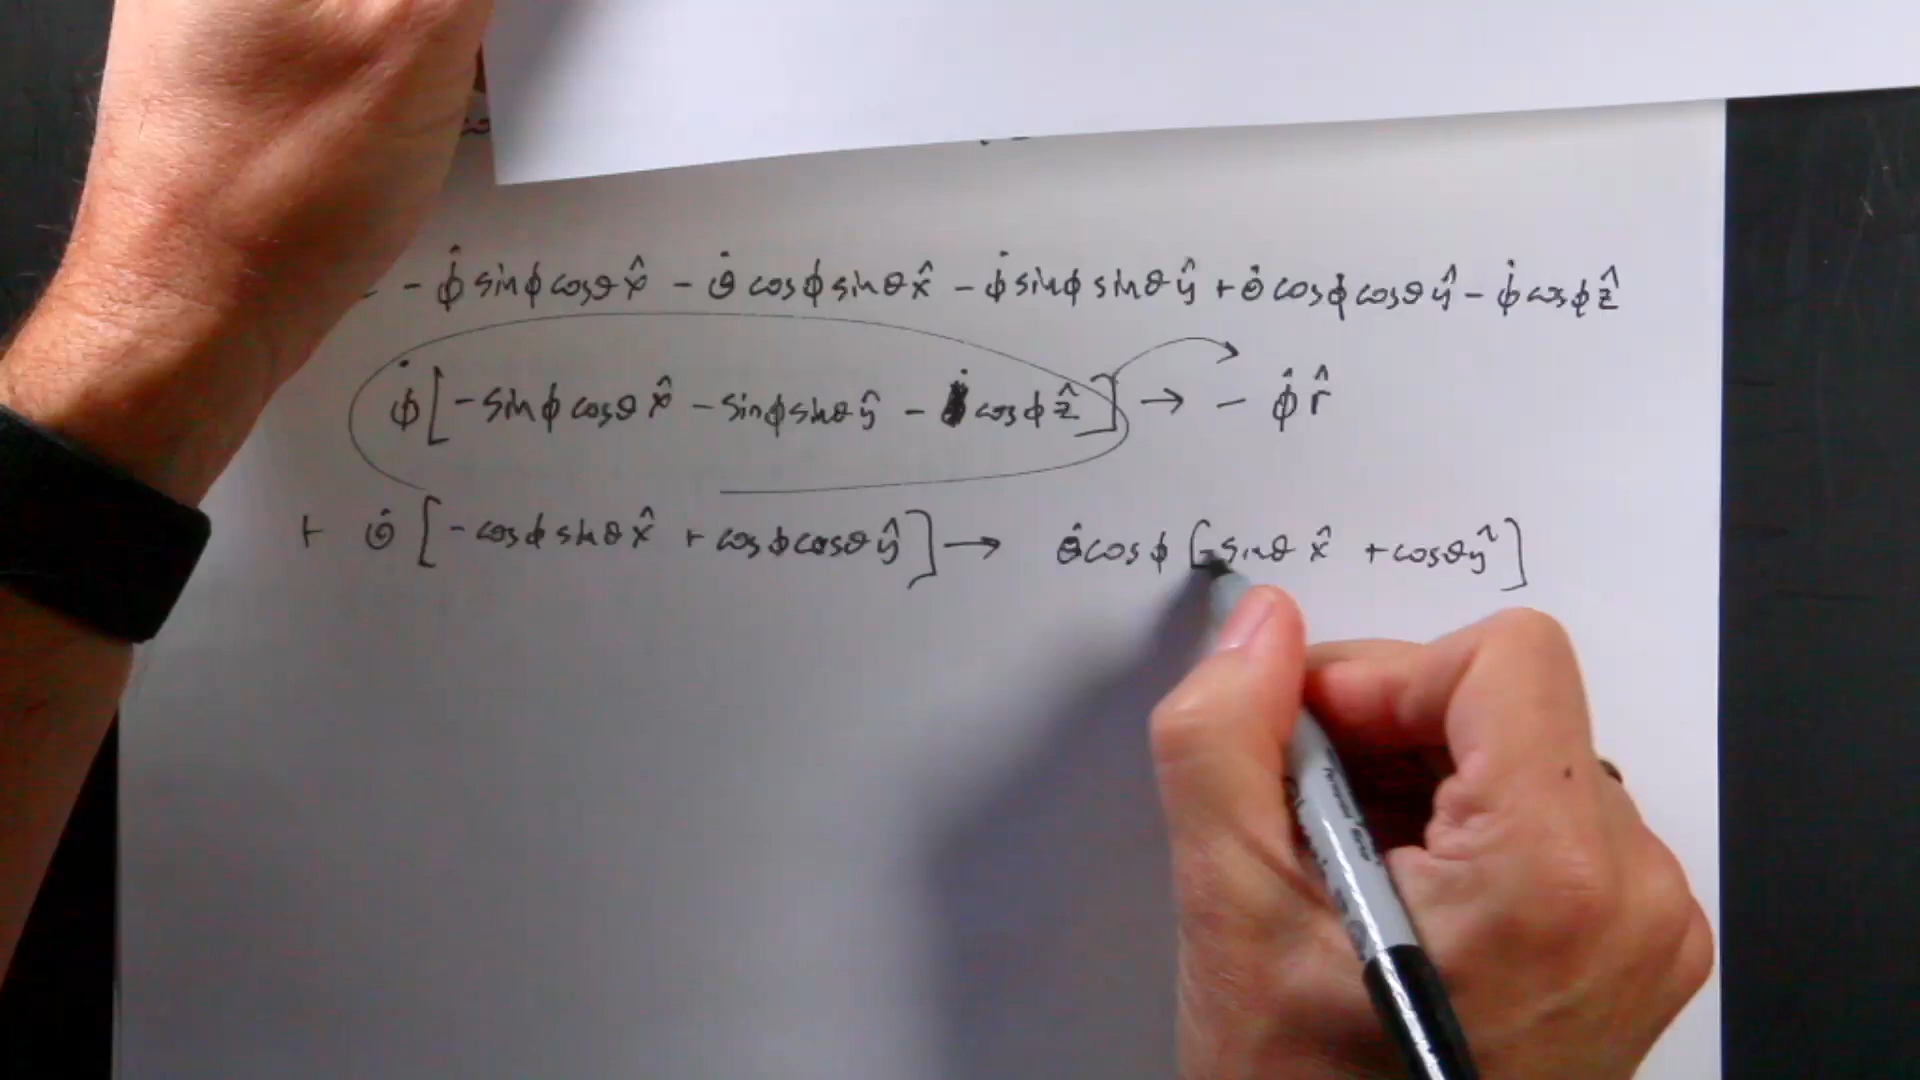 - φ̇ sinφ cosθ x̂ - θ̇ cosφ sinθ x̂ - φ̇ sinφ sinθ ŷ + θ̇ cosφ cosθ ŷ - φ̇ cosφ ẑ
φ̇ [ - sinφ cosθ x̂ - sinφ sinθ ŷ - cosφ ẑ ] → - φ̇ r̂
+ θ̇ [ - cosφ sinθ x̂ + cosφ cosθ ŷ ] → θ̇ cosφ [ - sinθ x̂ + cosθ ŷ ]